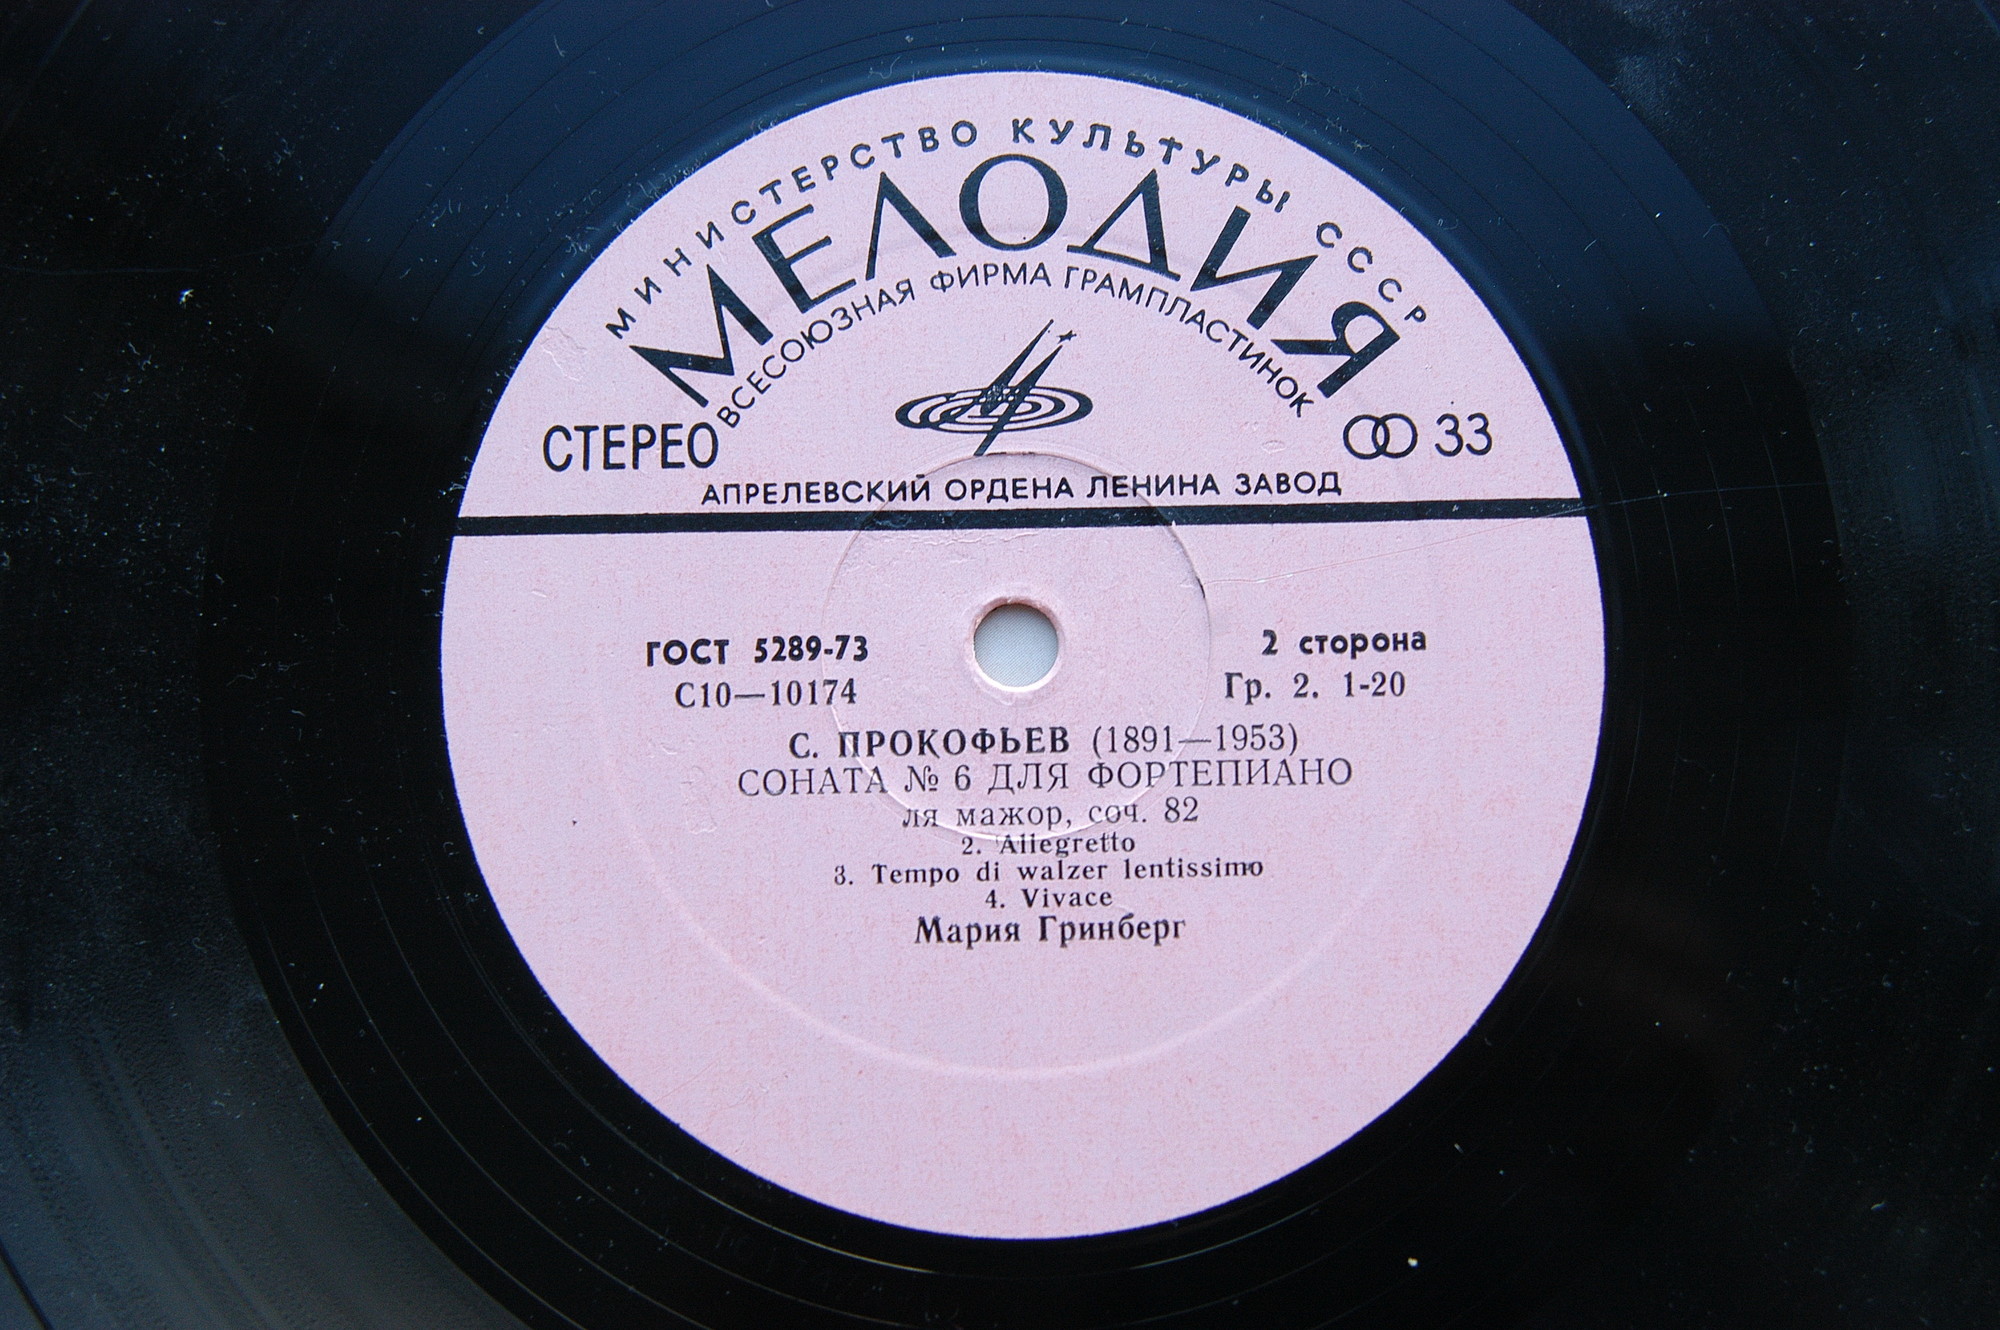 МИНИСТЕРСТВО КУЛЬТУРЫ СССР
МЕЛОДИЯ
ВСЕСОЮЗНАЯ ФИРМА ГРАМПЛАСТИНОК
СТЕРЕО
33
АПРЕЛЕВСКИЙ ОРДЕНА ЛЕНИНА ЗАВОД
ГОСТ 5289-73
2 сторона
С10—10174
Гр. 2. 1-20
С. ПРОКОФЬЕВ (1891—1953)
СОНАТА № 6 ДЛЯ ФОРТЕПИАНО
ля мажор, соч. 82
2. Allegretto
3. Tempo di walzer lentissimo
4. Vivace
Мария Гринберг